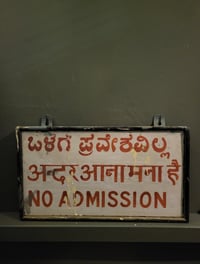 ಒಳಗೆ ಪ್ರವೇಶವಿಲ್ಲ
अन्दर आना मना है
NO ADMISSION